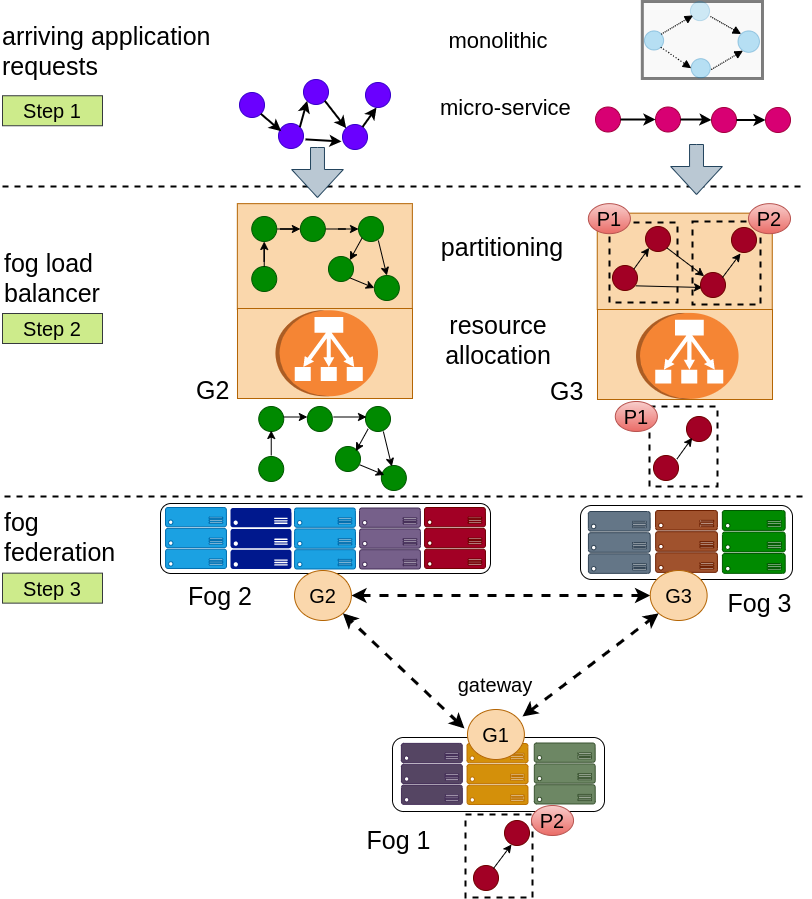 arriving application
requests
Step 1
monolithic
micro-service
P1
P2
fog load
balancer
Step 2
partitioning
resource
allocation
G2
G3
P1
fog
federation
Step 3
Fog 2
G2
G3
Fog 3
gateway
G1
P2
Fog 1